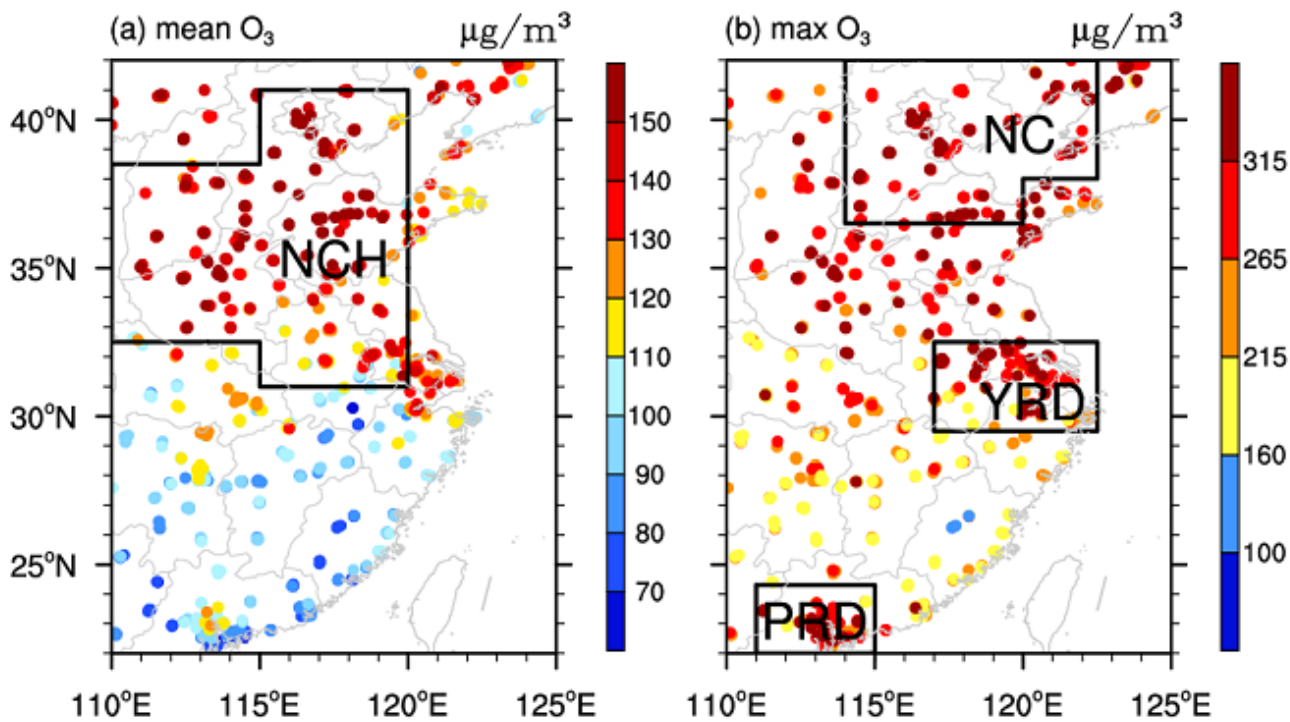 (a) mean O₃ μg/m³
40°N
35°N
30°N
25°N
110°E 115°E 120°E 125°E
NCH
150
140
130
120
110
100
90
80
70
(b) max O₃ μg/m³
NC
YRD
PRD
110°E 115°E 120°E 125°E
315
265
215
160
100